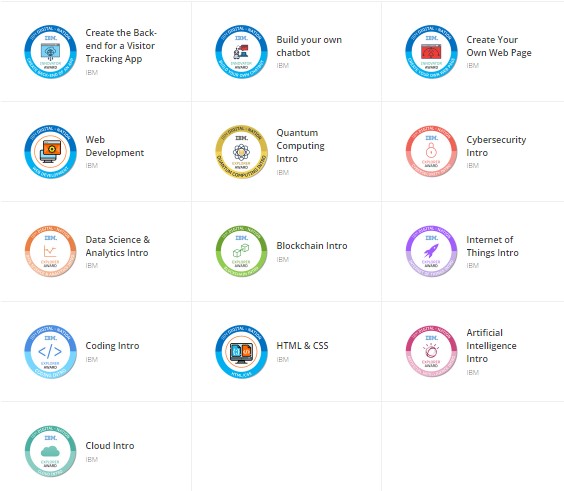 Create the Back-
end for a Visitor
Tracking App
IBM
Build your own
chatbot
IBM
Create Your
Own Web Page
IBM
Web
Development
IBM
Quantum
Computing
Intro
IBM
Cybersecurity
Intro
IBM
Data Science &
Analytics Intro
IBM
Blockchain Intro
IBM
Internet of
Things Intro
IBM
Coding Intro
IBM
HTML & CSS
IBM
Artificial
Intelligence
Intro
IBM
Cloud Intro
IBM